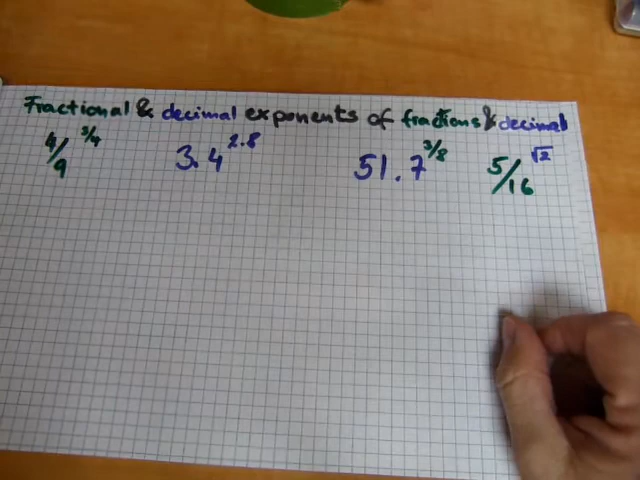 Fractional & decimal exponents of fractions & decimal
4/9^3/4 3.4^2.8 51.7^3/8 5/16^√2